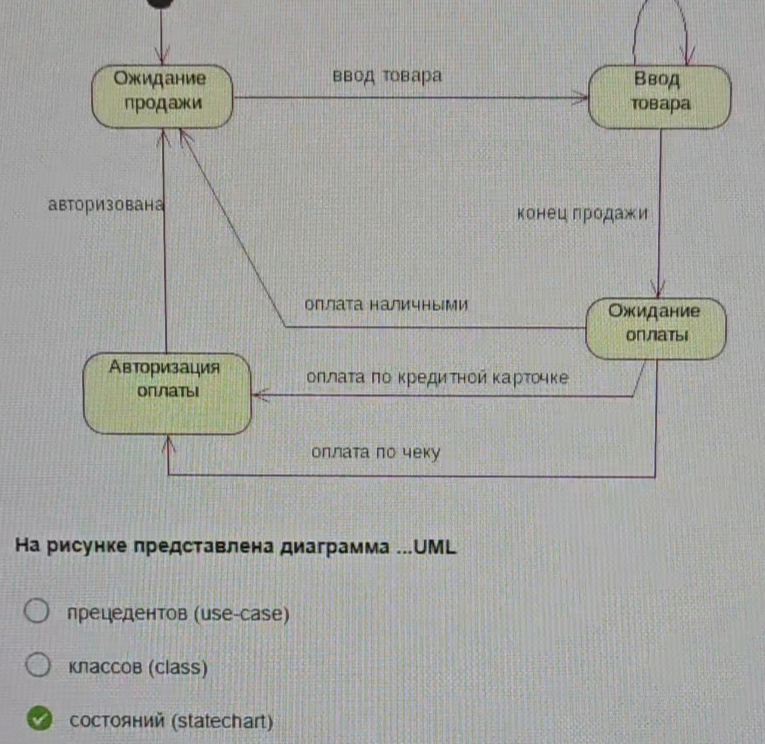 Ожидание
продажи
ввод товара
Ввод
товара
авторизована
конец продажи
оплата наличными
Ожидание
оплаты
Авторизация
оплаты
оплата по кредитной карточке
оплата по чеку
На рисунке представлена диаграмма ...UML
прецедентов (use-case)
классов (class)
состояний (statechart)